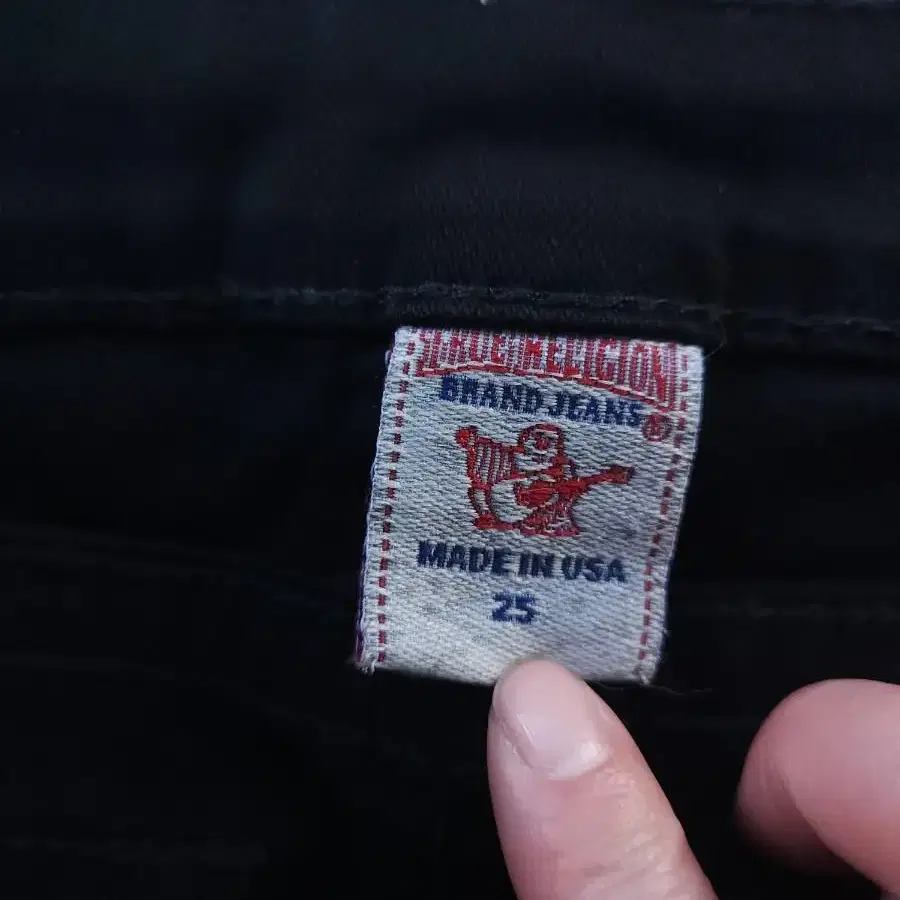 TRUE RELIGION
BRAND JEANS
®
MADE IN USA
25